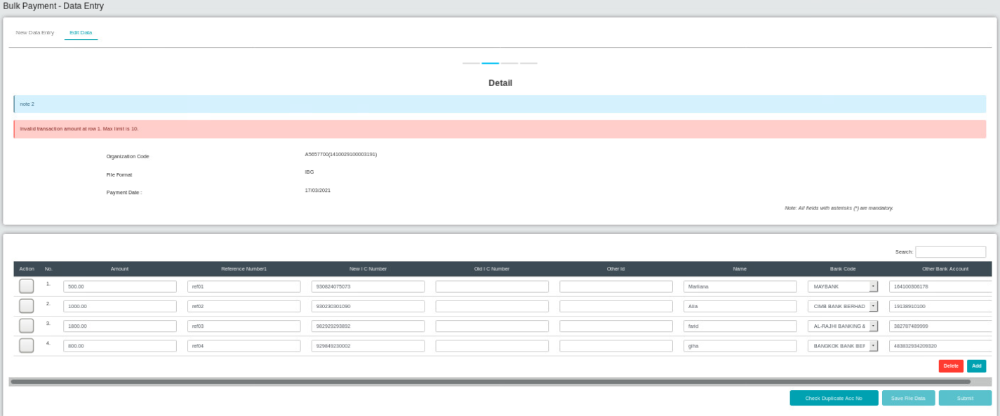 Bulk Payment - Data Entry
New Data Entry Edit Data
Detail
note 2
Invalid transaction amount at row 1. Max limit is 10.
Organization Code A5657700(1410029100003191)
File Format IBG
Payment Date : 17/03/2021
Note: All fields with asterisks (*) are mandatory.
Search:
Action No. Amount Reference Number1 New I C Number Old I C Number Other Id Name Bank Code Other Bank Account
1. 500.00 ref01 930824075073 Marliana MAYBANK 164100306178
2. 1000.00 ref02 930230301090 Alia CIMB BANK BERHAD 19138910100
3. 1800.00 ref03 982929293892 farid AL-RAJHI BANKING & 382787489999
4. 800.00 ref04 929849230002 giha BANGKOK BANK BER 483832934209320
Delete Add
Check Duplicate Acc No Save File Data Submit